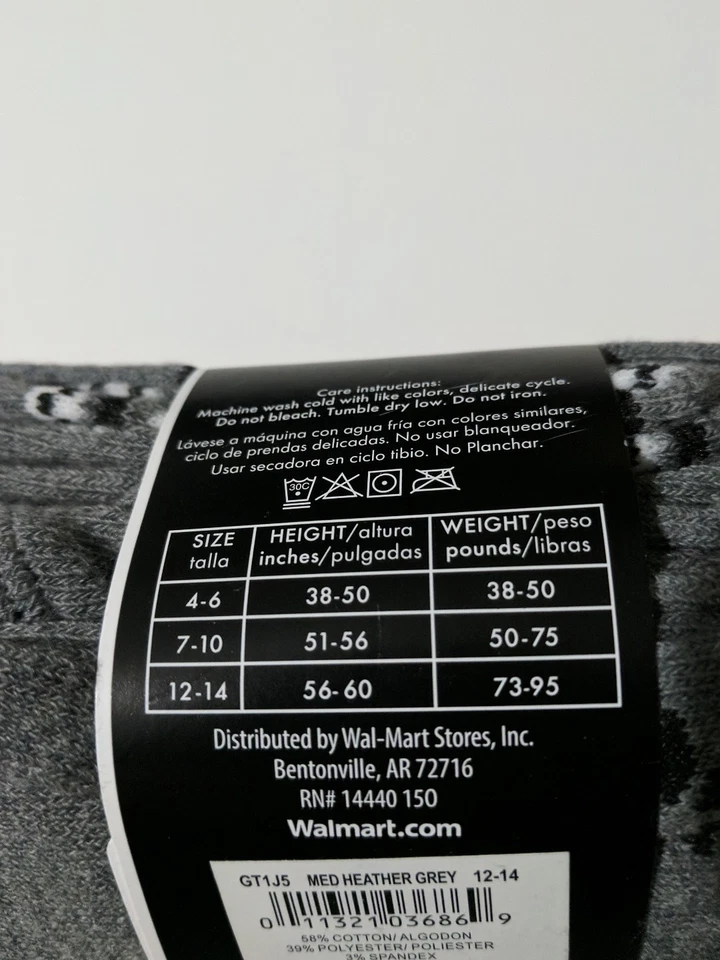 Care instructions:
Machine wash cold with like colors, delicate cycle.
Do not bleach. Tumble dry low. Do not iron.
Lávese a máquina con agua fría con colores similares,
ciclo de prendas delicadas. No usar blanqueador.
Usar secadora en ciclo tibio. No Planchar.
30C
SIZE HEIGHT/altura WEIGHT/peso
talla inches/pulgadas pounds/libras
4-6 38-50 38-50
7-10 51-56 50-75
12-14 56-60 73-95
Distributed by Wal-Mart Stores, Inc.
Bentonville, AR 72716
RN# 14440 150
Walmart.com
GT1J5 MED HEATHER GREY 12-14
0 11321 03686 9
58% COTTON/ALGODON
39% POLYESTER/POLIESTER
3% SPANDEX